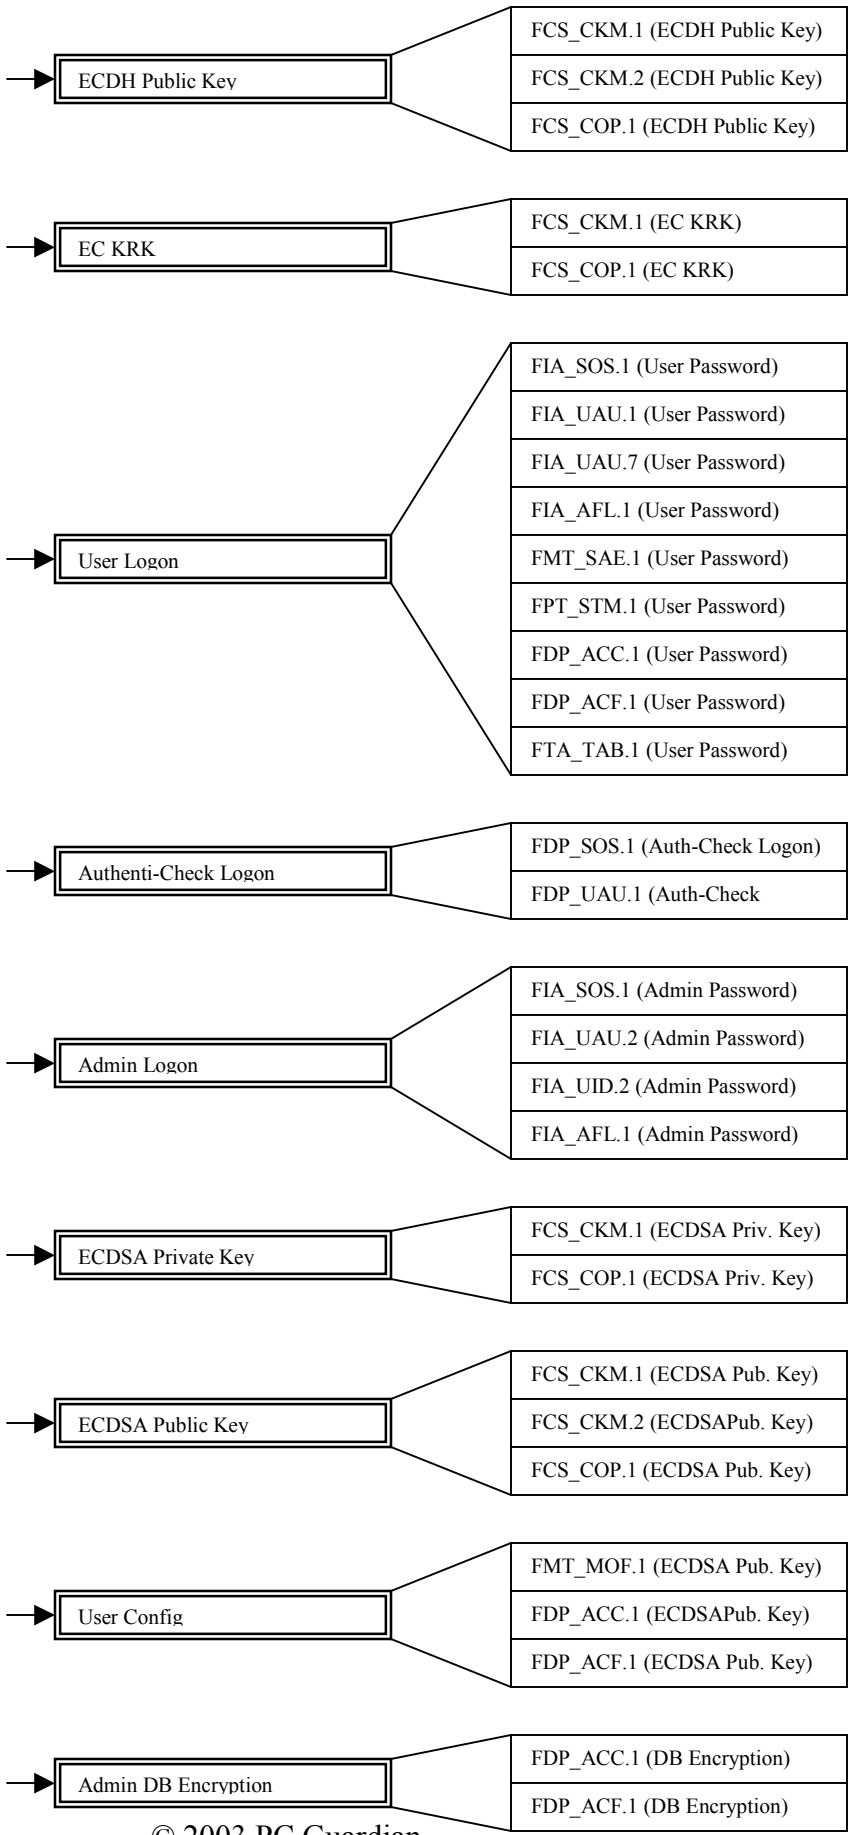 ECDH Public Key
FCS_CKM.1 (ECDH Public Key)
FCS_CKM.2 (ECDH Public Key)
FCS_COP.1 (ECDH Public Key)
EC KRK
FCS_CKM.1 (EC KRK)
FCS_COP.1 (EC KRK)
User Logon
FIA_SOS.1 (User Password)
FIA_UAU.1 (User Password)
FIA_UAU.7 (User Password)
FIA_AFL.1 (User Password)
FMT_SAE.1 (User Password)
FPT_STM.1 (User Password)
FDP_ACC.1 (User Password)
FDP_ACF.1 (User Password)
FTA_TAB.1 (User Password)
Authenti-Check Logon
FDP_SOS.1 (Auth-Check Logon)
FDP_UAU.1 (Auth-Check
Admin Logon
FIA_SOS.1 (Admin Password)
FIA_UAU.2 (Admin Password)
FIA_UID.2 (Admin Password)
FIA_AFL.1 (Admin Password)
ECDSA Private Key
FCS_CKM.1 (ECDSA Priv. Key)
FCS_COP.1 (ECDSA Priv. Key)
ECDSA Public Key
FCS_CKM.1 (ECDSA Pub. Key)
FCS_CKM.2 (ECDSAPub. Key)
FCS_COP.1 (ECDSA Pub. Key)
User Config
FMT_MOF.1 (ECDSA Pub. Key)
FDP_ACC.1 (ECDSAPub. Key)
FDP_ACF.1 (ECDSA Pub. Key)
Admin DB Encryption
FDP_ACC.1 (DB Encryption)
FDP_ACF.1 (DB Encryption)
© 2003 PC Guardian